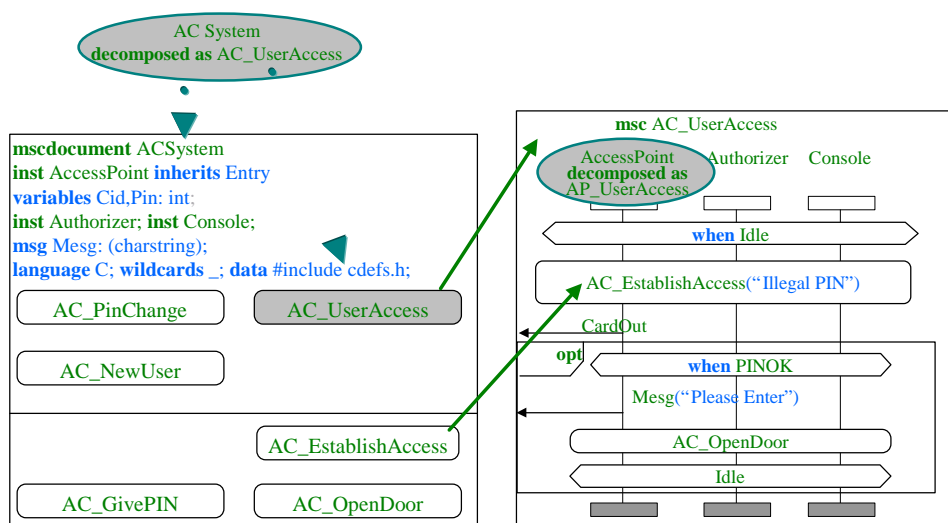 AC System
decomposed as AC_UserAccess
mscdocument ACSystem
inst AccessPoint inherits Entry
variables Cid,Pin: int;
inst Authorizer; inst Console;
msg Mesg: (charstring);
language C; wildcards _; data #include cdefs.h;
AC_PinChange
AC_UserAccess
AC_NewUser
AC_EstablishAccess
AC_GivePIN
AC_OpenDoor
msc AC_UserAccess
AccessPoint
decomposed as
AP_UserAccess
Authorizer
Console
when Idle
AC_EstablishAccess(“Illegal PIN”)
CardOut
opt
when PINOK
Mesg(“Please Enter”)
AC_OpenDoor
Idle